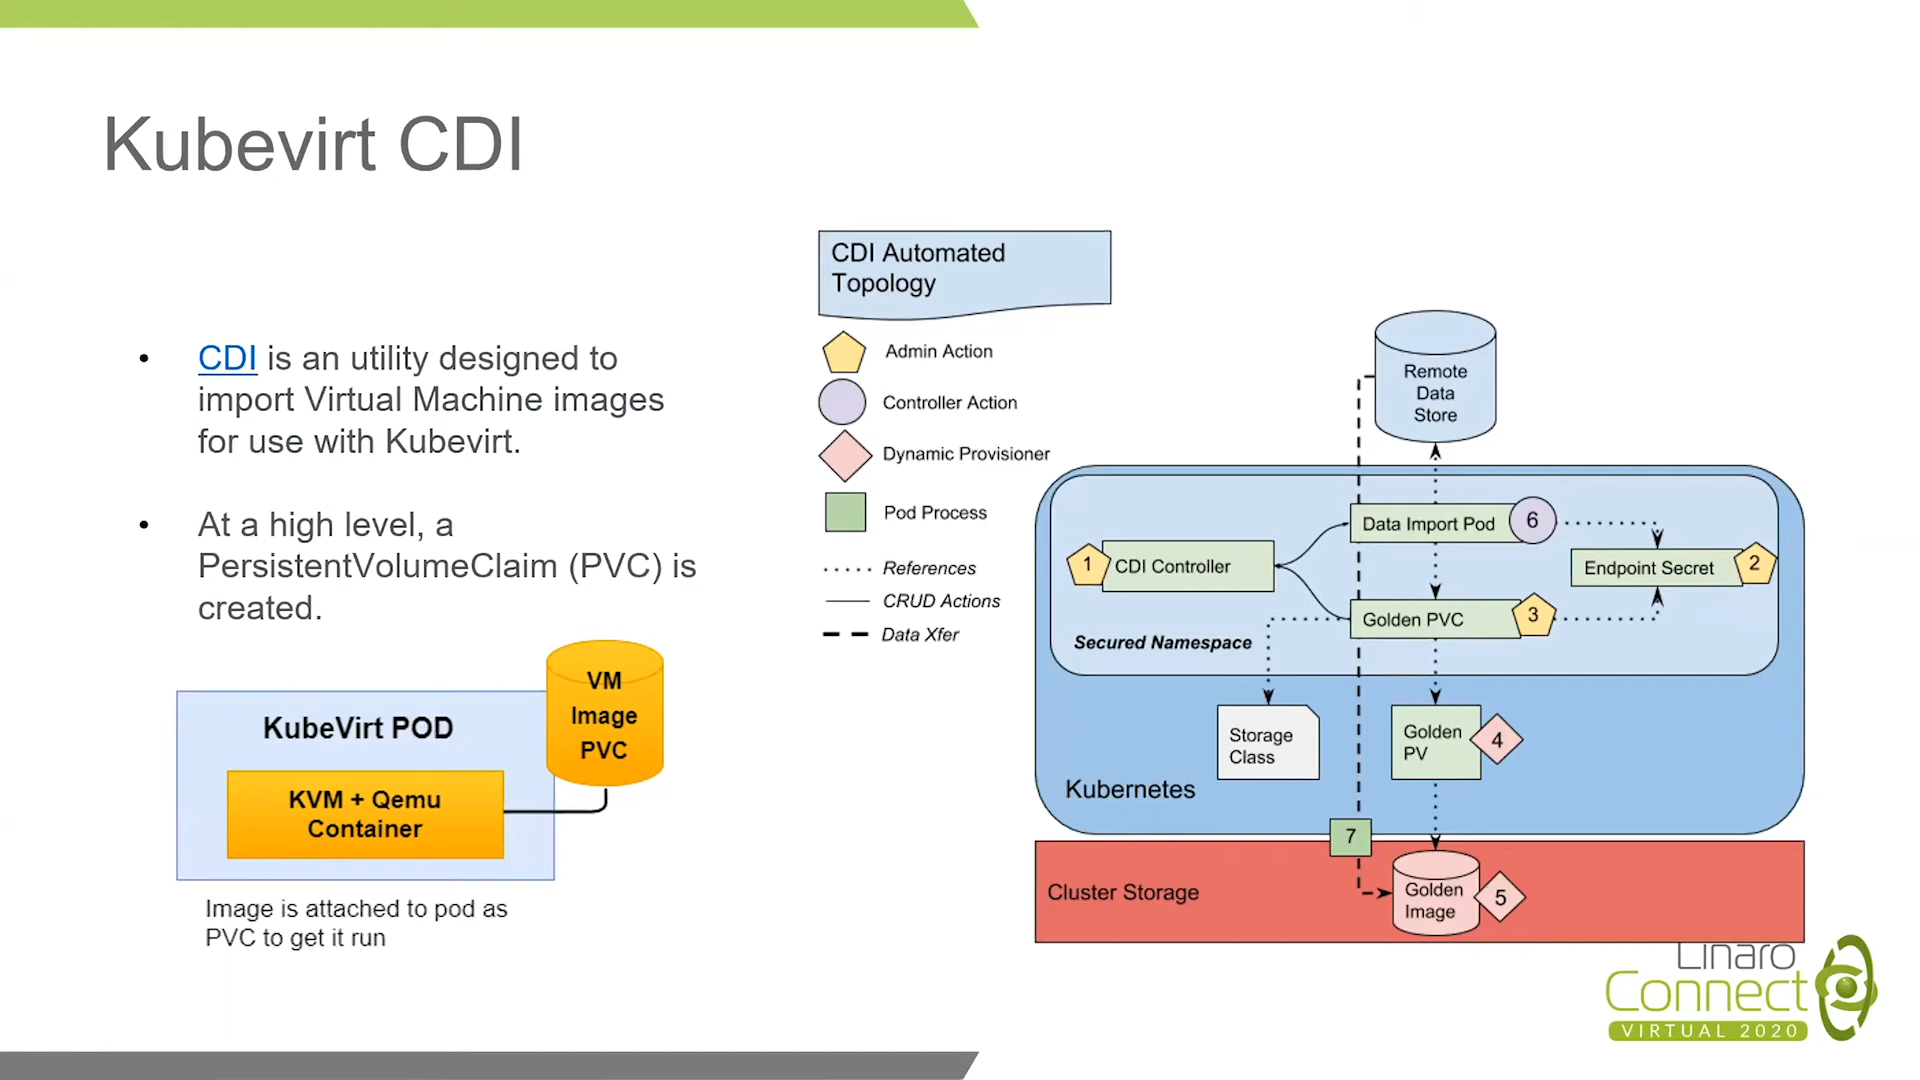 Kubevirt CDI
• CDI is an utility designed to
import Virtual Machine images
for use with Kubevirt.
• At a high level, a
PersistentVolumeClaim (PVC) is
created.
KubeVirt POD
VM
Image
PVC
KVM + Qemu
Container
Image is attached to pod as
PVC to get it run
CDI Automated
Topology
Admin Action
Controller Action
Dynamic Provisioner
Pod Process
References
CRUD Actions
Data Xfer
Remote
Data
Store
Data Import Pod 6
1 CDI Controller
Endpoint Secret 2
Golden PVC 3
Secured Namespace
Storage
Class
Golden
PV
4
Kubernetes
7
Cluster Storage
Golden
Image
5
Linaro
Connect
VIRTUAL 2020